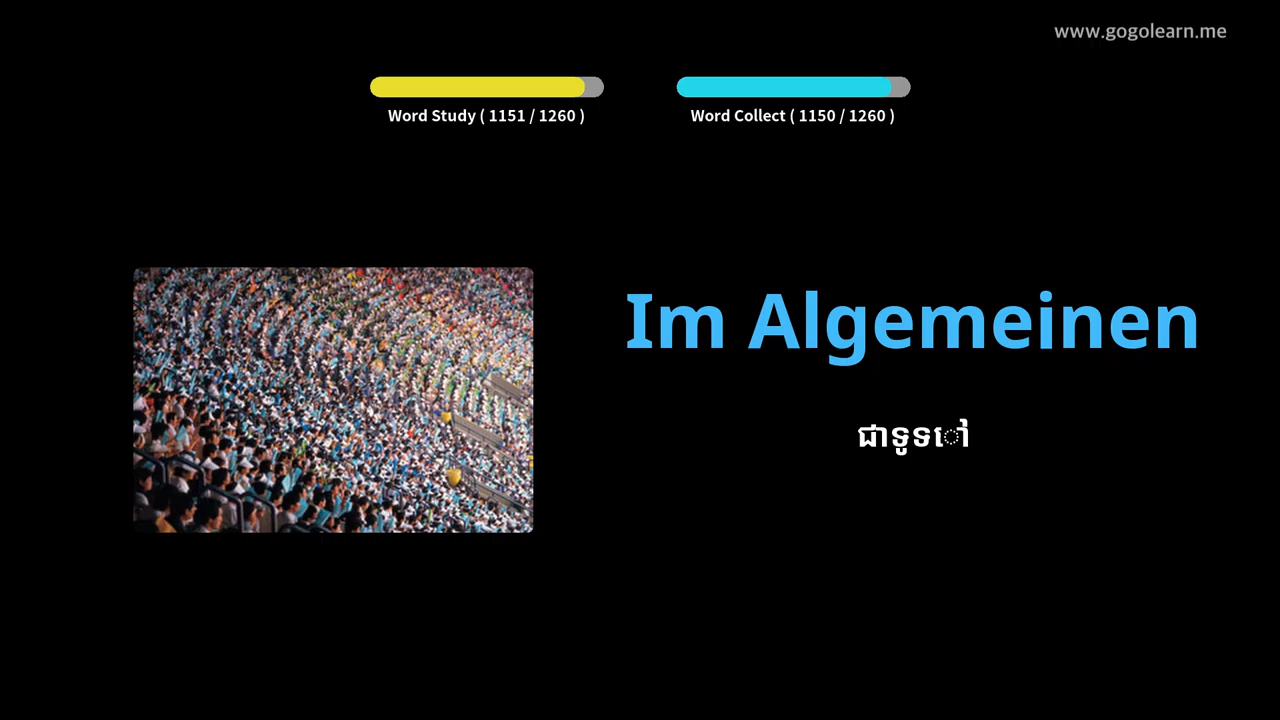 www.gogolearn.me
Word Study ( 1151 / 1260 )
Word Collect ( 1150 / 1260 )
Im Algemeinen
ជាទូទៅ